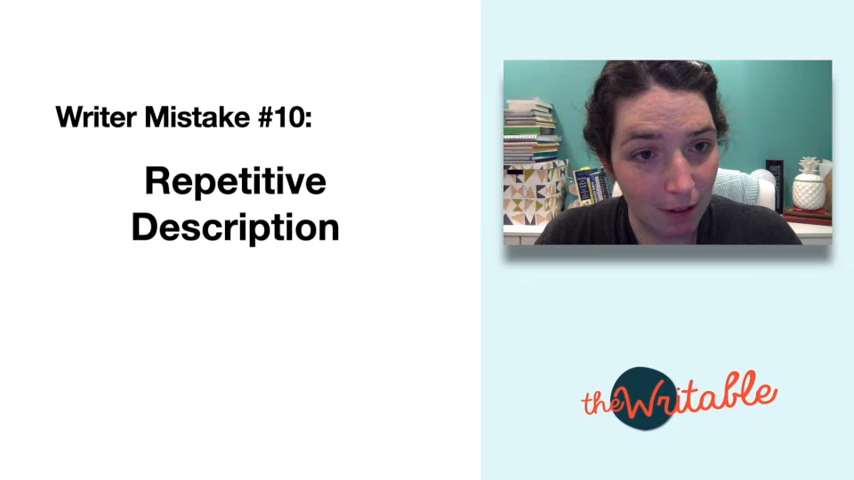 Writer Mistake #10:
Repetitive
Description
theWritable